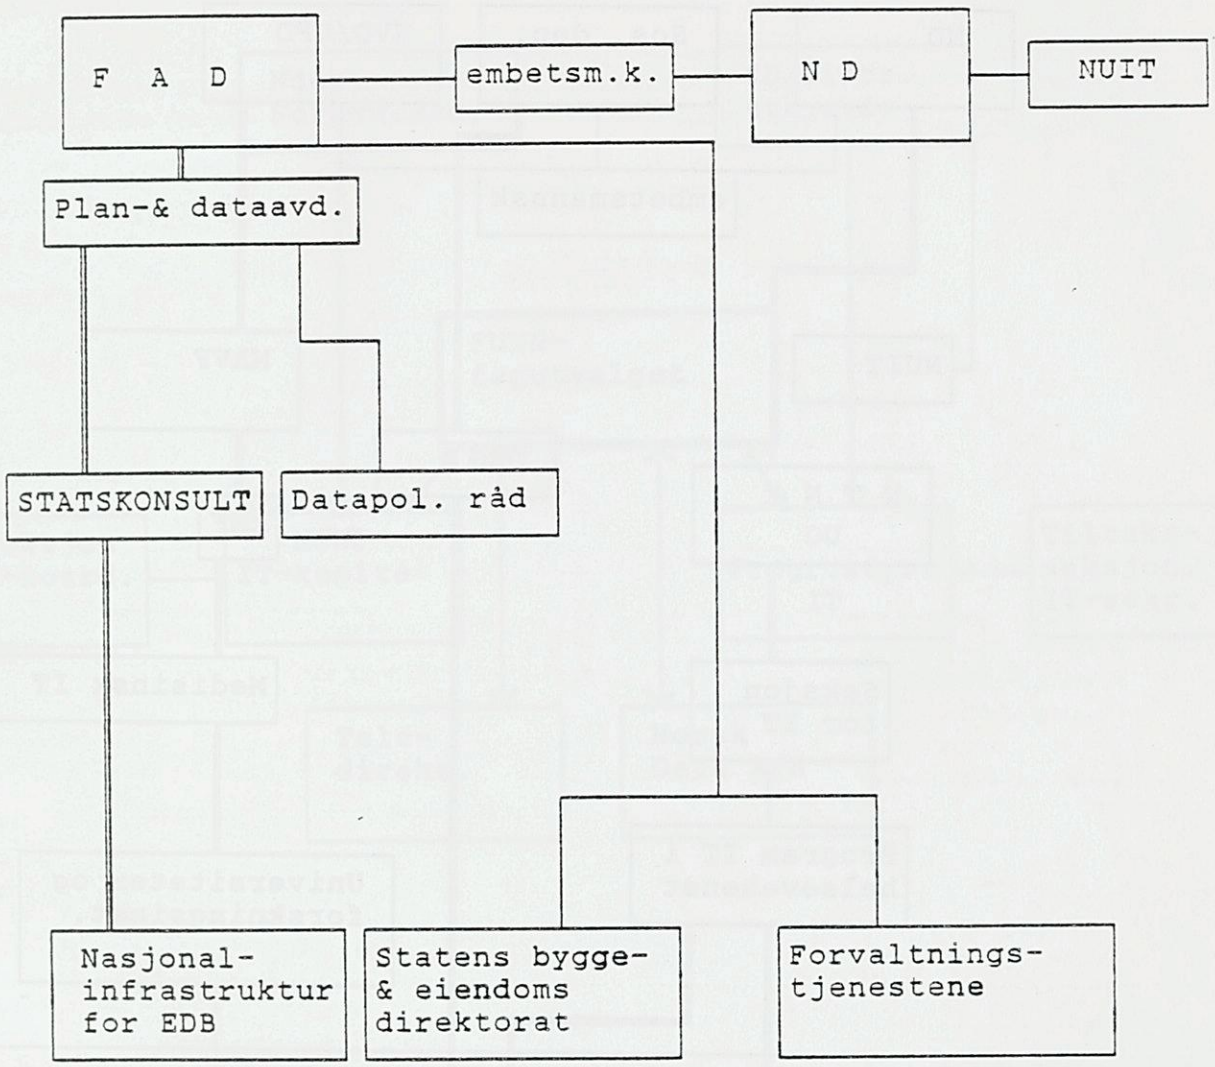 F A D
embetsm.k.
N D
NUIT
Plan-& dataavd.
STATSKONSULT
Datapol. råd
Nasjonal-
infrastruktur
for EDB
Statens bygge-
& eiendoms
direktorat
Forvaltnings-
tjenestene